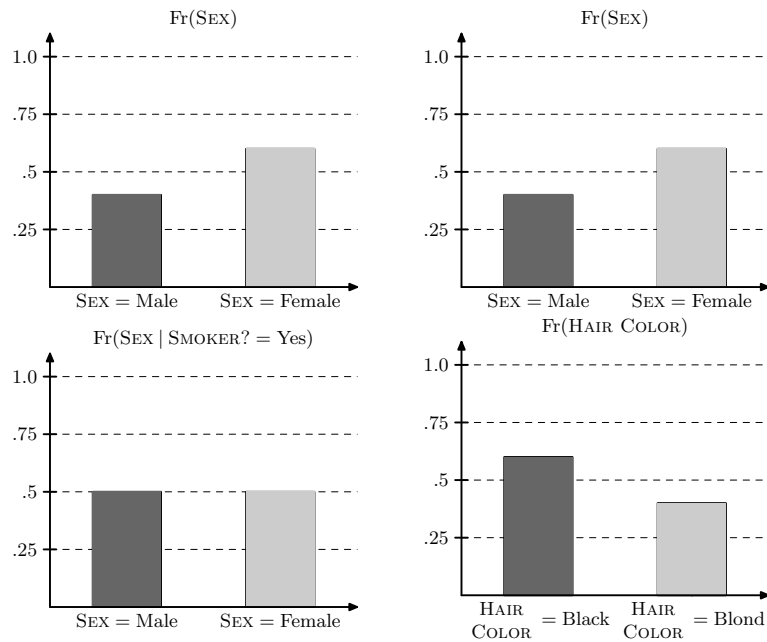 Fr(SEX)
1.0
.75
.5
.25
SEX = Male SEX = Female
Fr(SEX)
1.0
.75
.5
.25
SEX = Male SEX = Female
Fr(SEX | SMOKER? = Yes)
1.0
.75
.5
.25
SEX = Male SEX = Female
Fr(HAIR COLOR)
1.0
.75
.5
.25
HAIR COLOR = Black HAIR COLOR = Blond